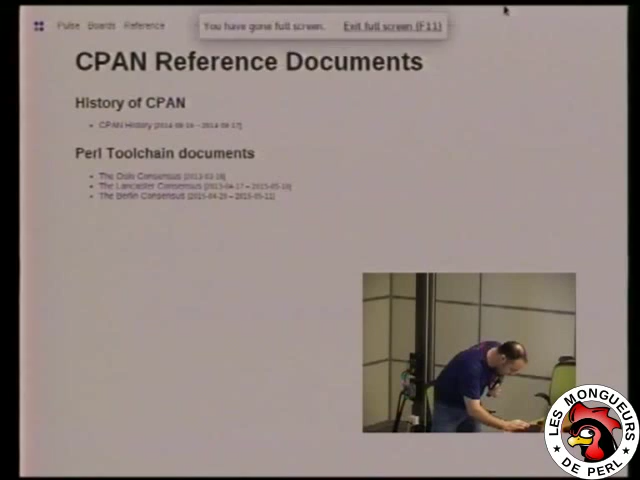 Pulse Boards Reference
You have gone full screen. Exit full screen (F11)
CPAN Reference Documents
History of CPAN
CPAN History
Perl Toolchain documents
The Oslo Consensus
The Lancaster Consensus
The Berlin Consensus
LES MONGUEURS
DE PERL